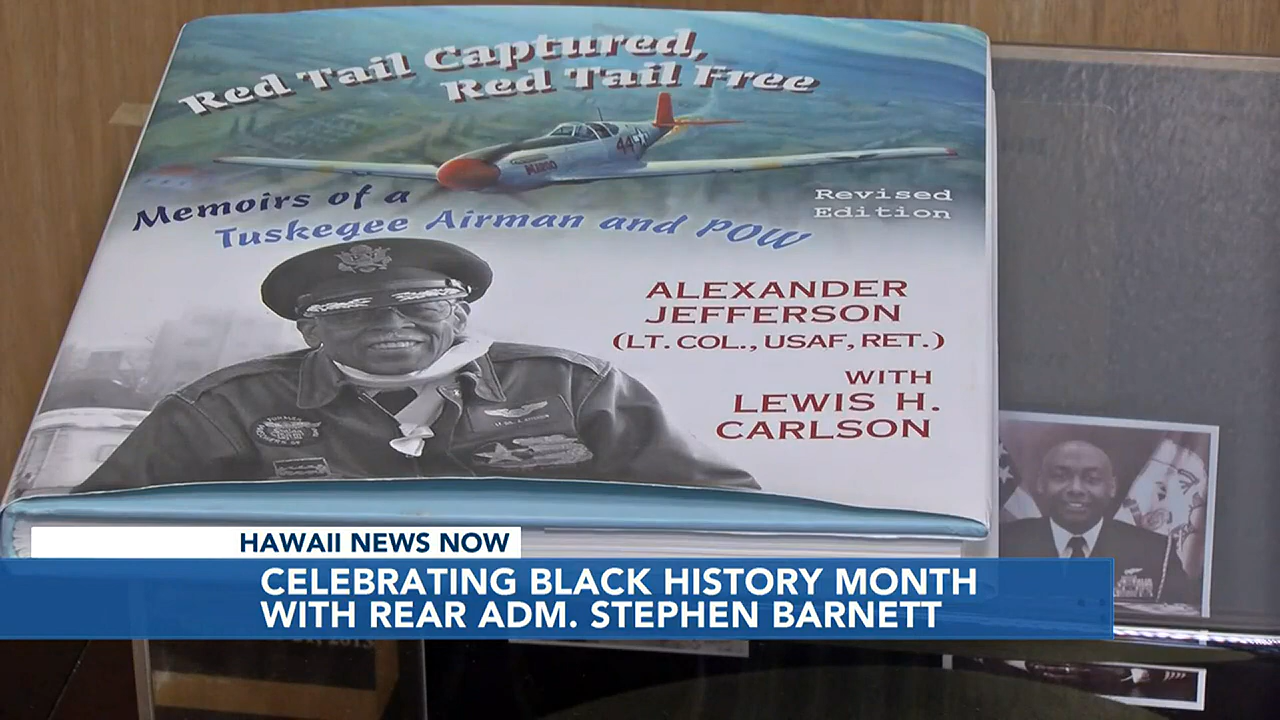 Red Tail Captured,
Red Tail Free
44
Memoirs of a
Tuskegee Airman and POW
Revised
Edition
ALEXANDER
JEFFERSON
(LT. COL., USAF, RET.)
WITH
LEWIS H.
CARLSON
HAWAII NEWS NOW
CELEBRATING BLACK HISTORY MONTH
WITH REAR ADM. STEPHEN BARNETT